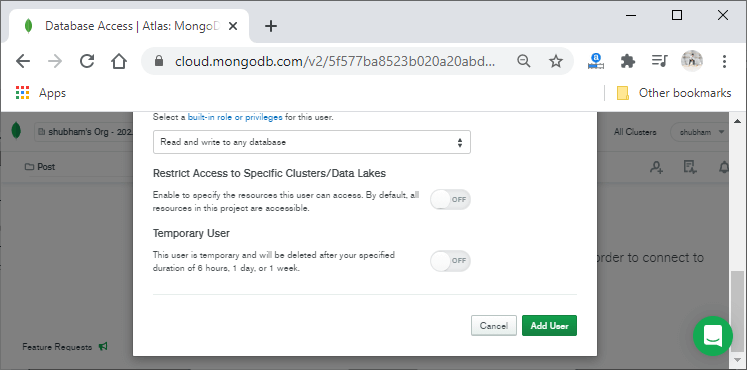 Database Access | Atlas: MongoD
cloud.mongodb.com/v2/5f577ba8523b020a20abd...
Apps
Other bookmarks
Select a built-in role or privileges for this user.
shubham's Org - 202
All Clusters
shubham
Read and write to any database
Post
Restrict Access to Specific Clusters/Data Lakes
Enable to specify the resources this user can access. By default, all
resources in this project are accessible.
OFF
Temporary User
This user is temporary and will be deleted after your specified
duration of 6 hours, 1 day, or 1 week.
OFF
order to connect to
Cancel
Add User
Feature Requests